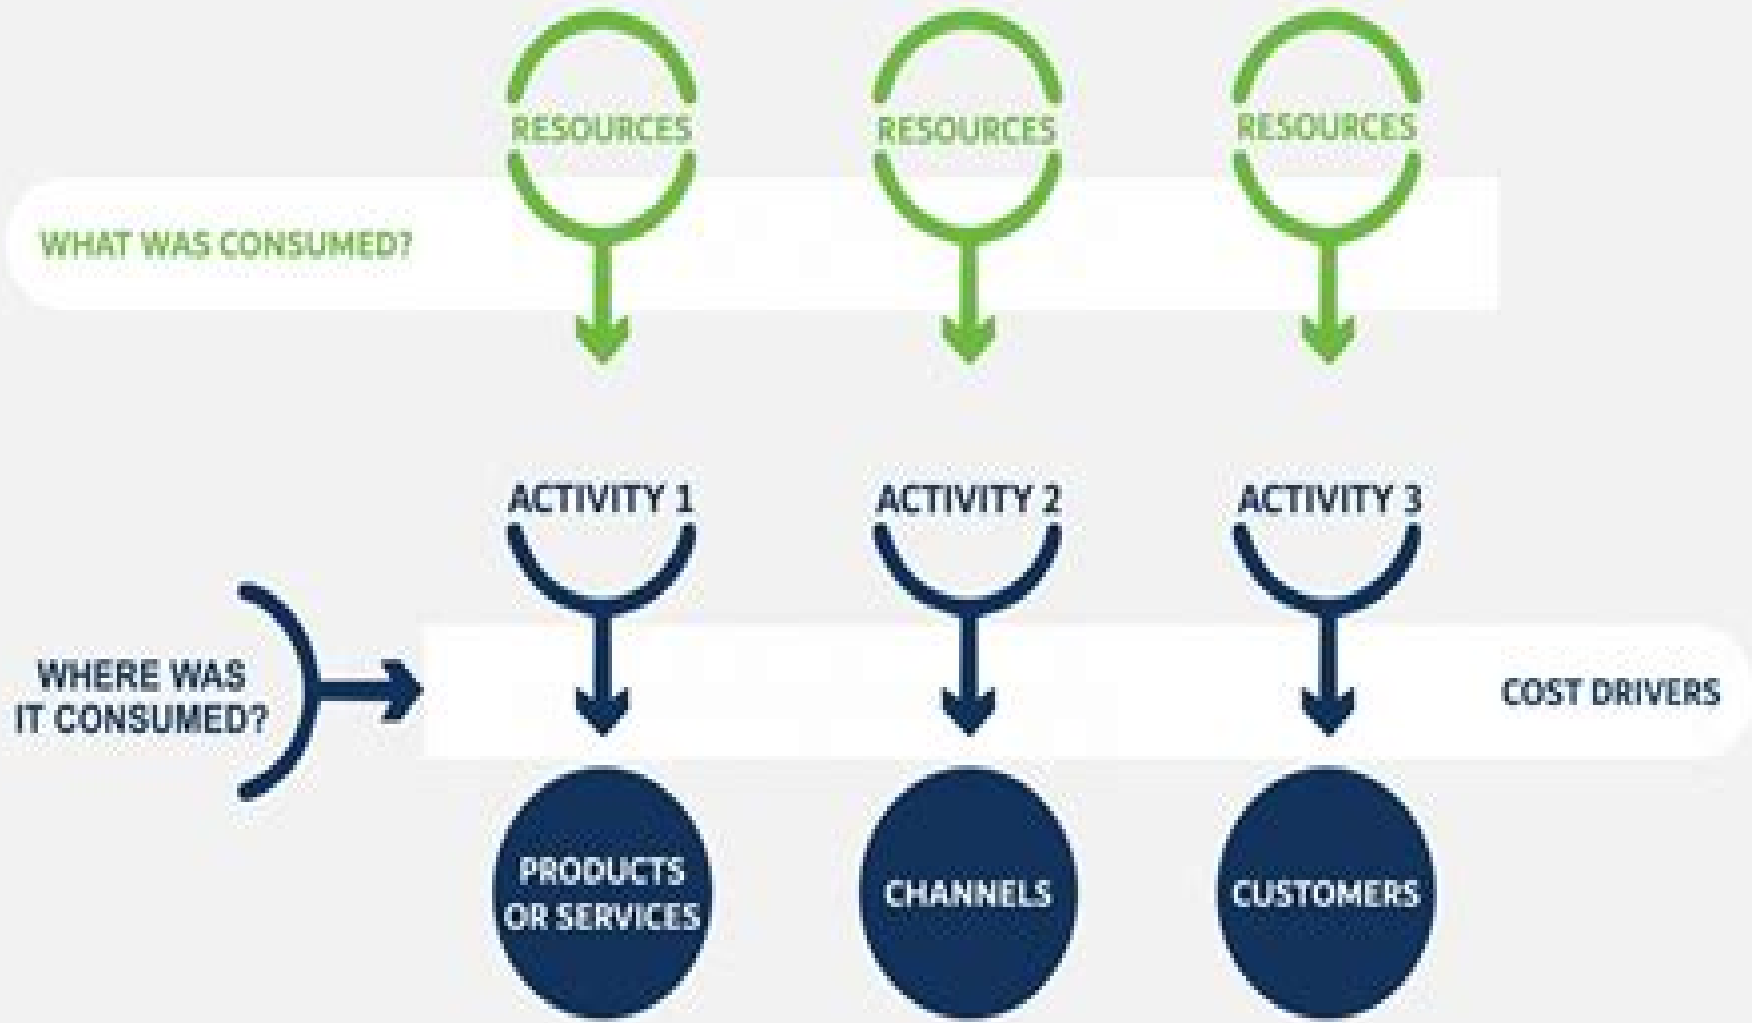 RESOURCES
RESOURCES
RESOURCES
WHAT WAS CONSUMED?
ACTIVITY 1
ACTIVITY 2
ACTIVITY 3
WHERE WAS
IT CONSUMED?
COST DRIVERS
PRODUCTS
OR SERVICES
CHANNELS
CUSTOMERS